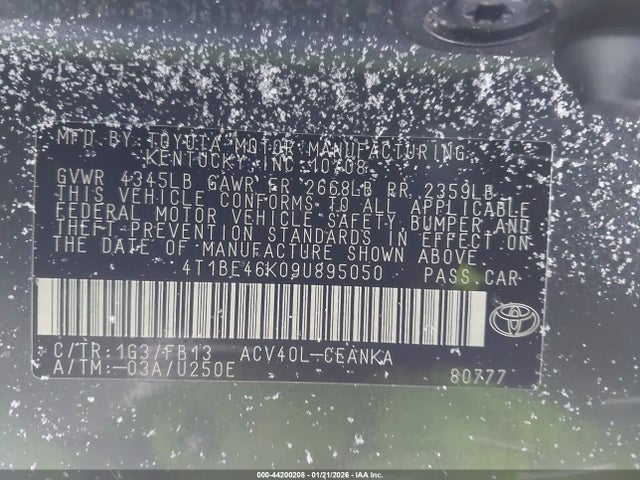 MFD BY TOYOTA MOTOR MANUFACTURING,
KENTUCKY, INC. 10/08
GVWR 4345LB GAWR FR 2668LB RR 2359LB
THIS VEHICLE CONFORMS TO ALL APPLICABLE
FEDERAL MOTOR VEHICLE SAFETY, BUMPER, AND
THEFT PREVENTION STANDARDS IN EFFECT ON
THE DATE OF MANUFACTURE SHOWN ABOVE
4T1BE46K09U895050 PASS.CAR
C/TR:1G3/FB13 ACV40L-CEANKA
A/TM:-03A/U250E 80777
000-44200208 - 01/21/2026 - IAA Inc.